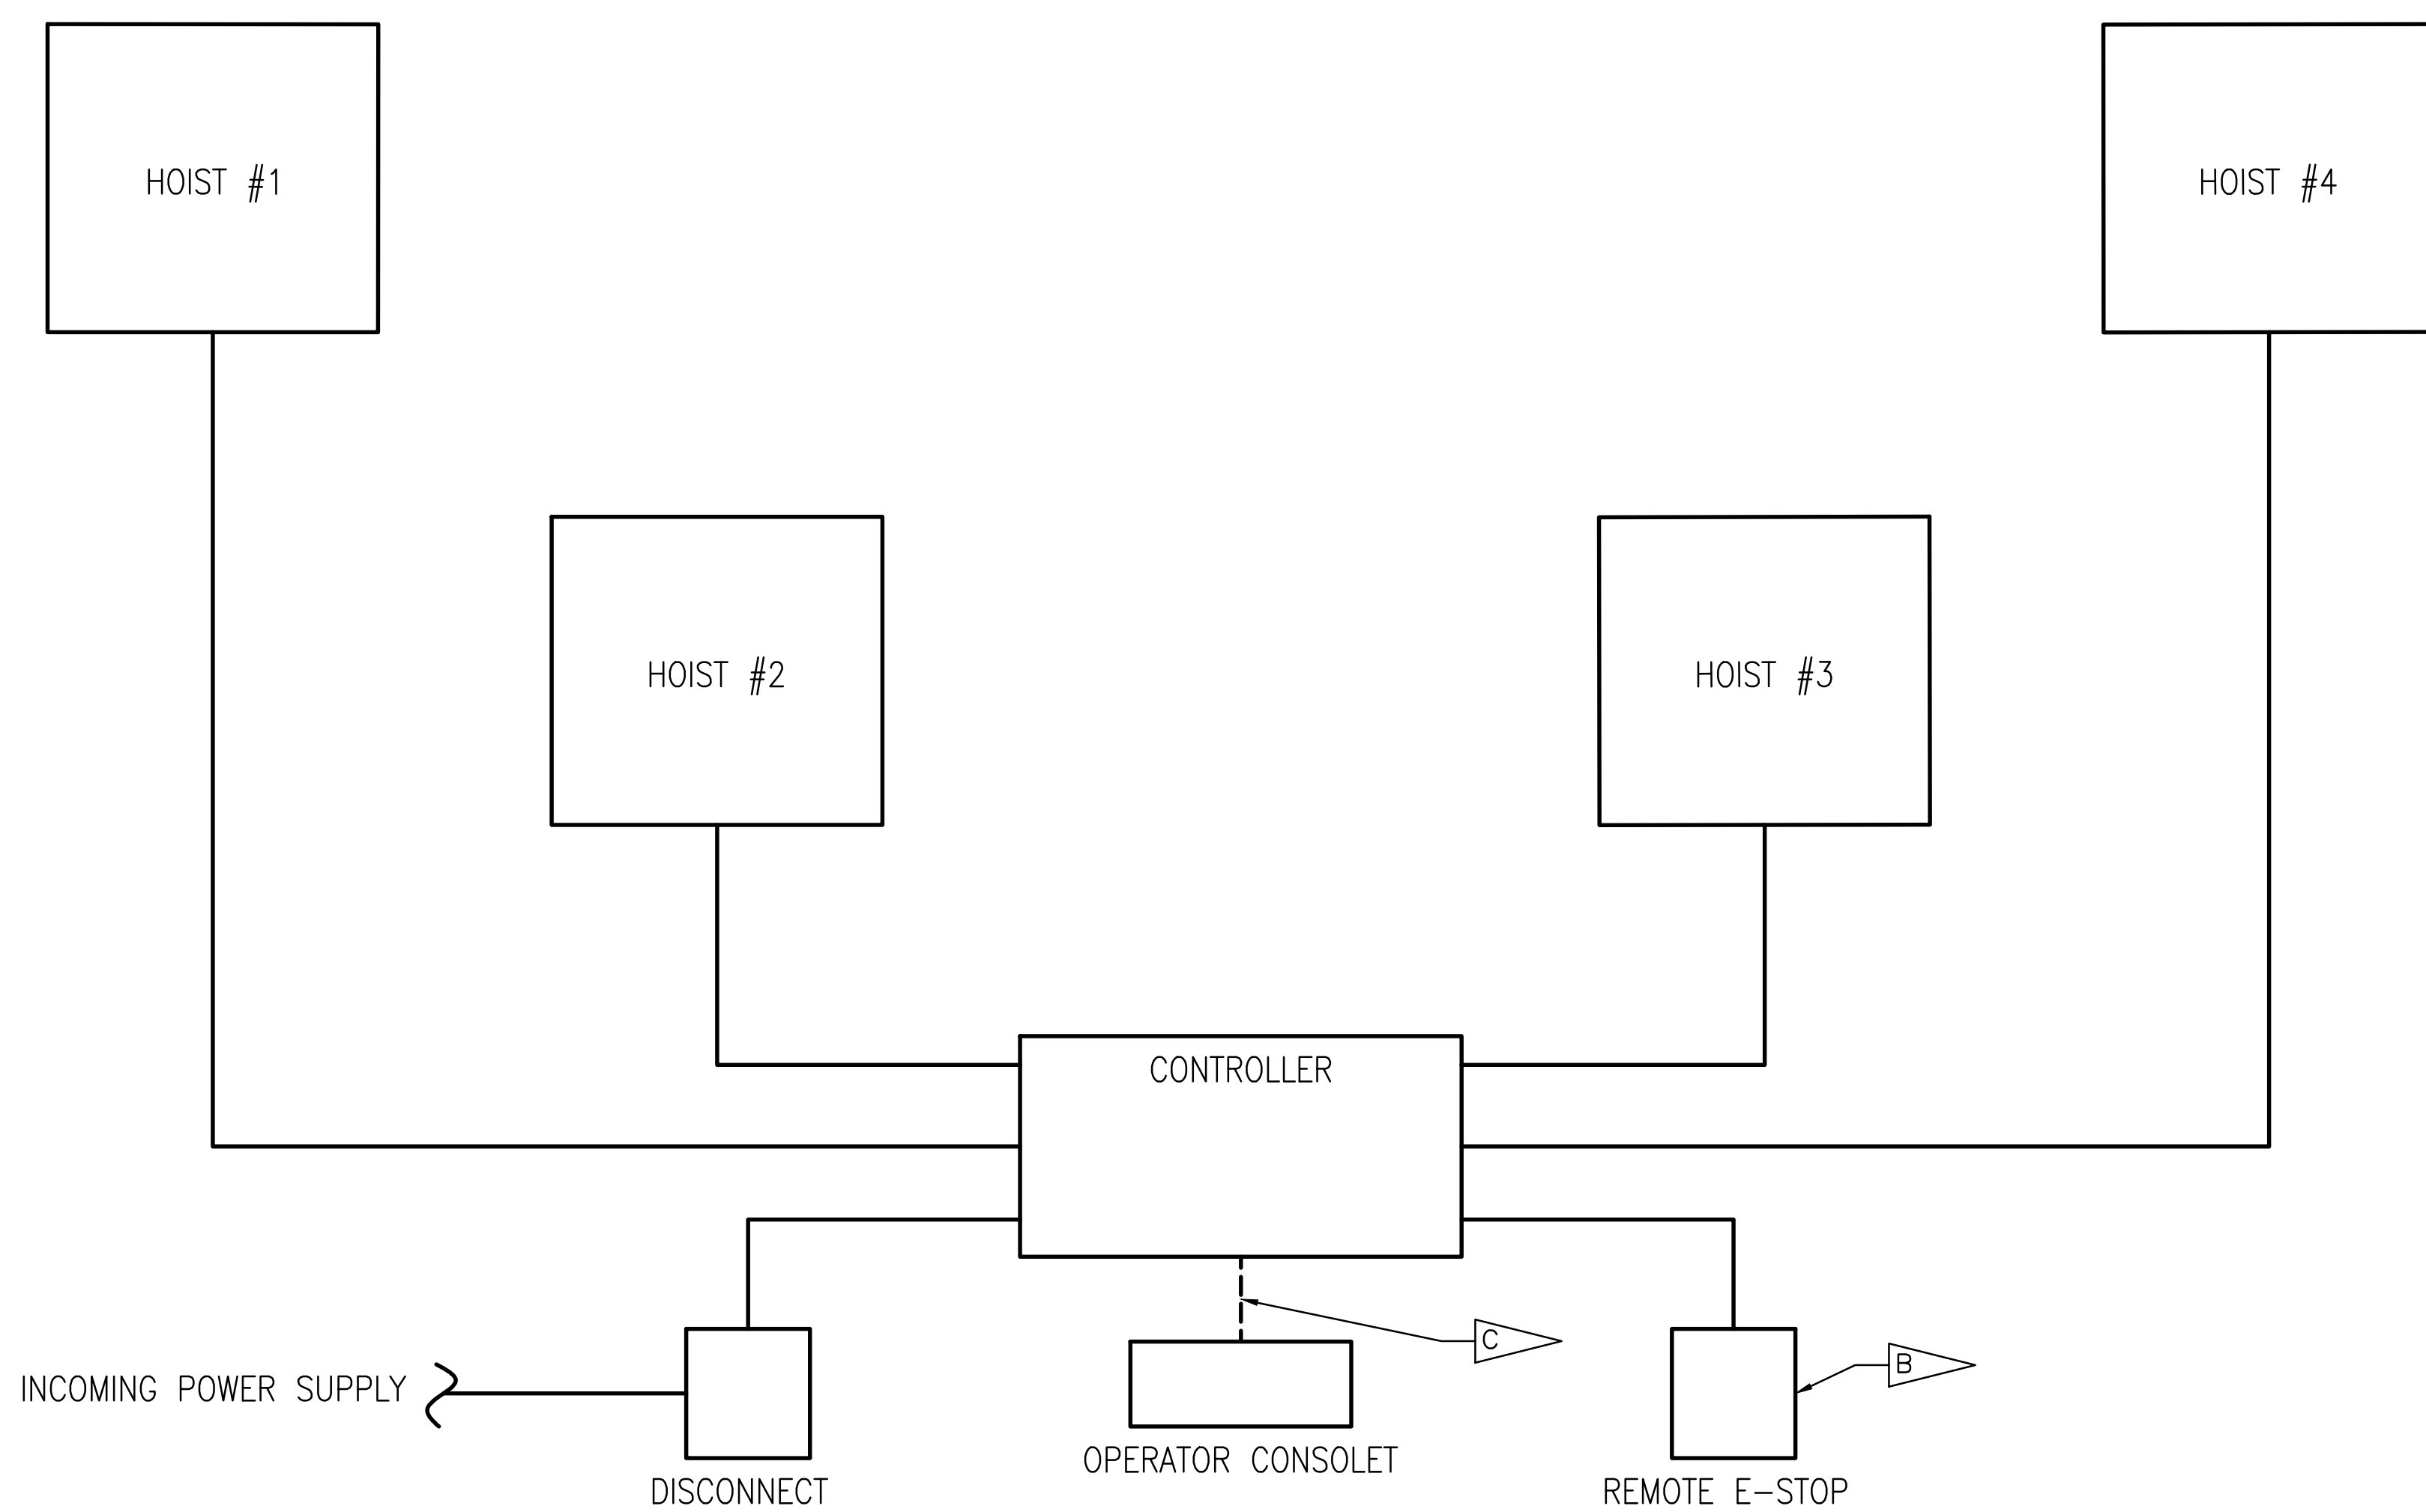 HOIST #1
HOIST #4
HOIST #2
HOIST #3
CONTROLLER
C
B
INCOMING POWER SUPPLY
OPERATOR CONSOLET
DISCONNECT
REMOTE E-STOP